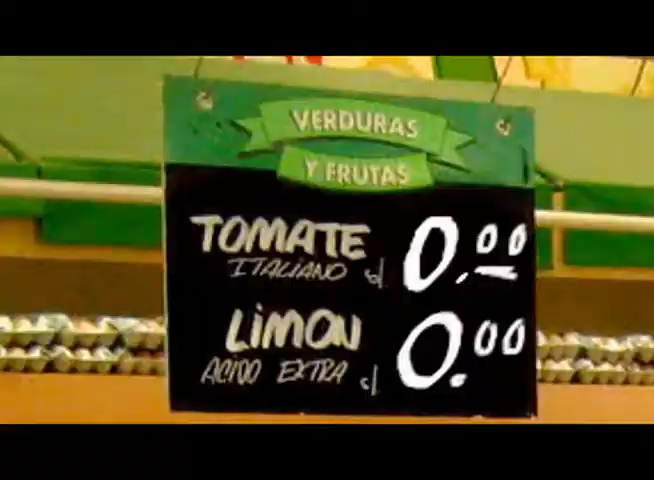 VERDURAS
Y FRUTAS
TOMATE 0.00
ITALIANO
LIMON 0.00
ACIDO EXTRA